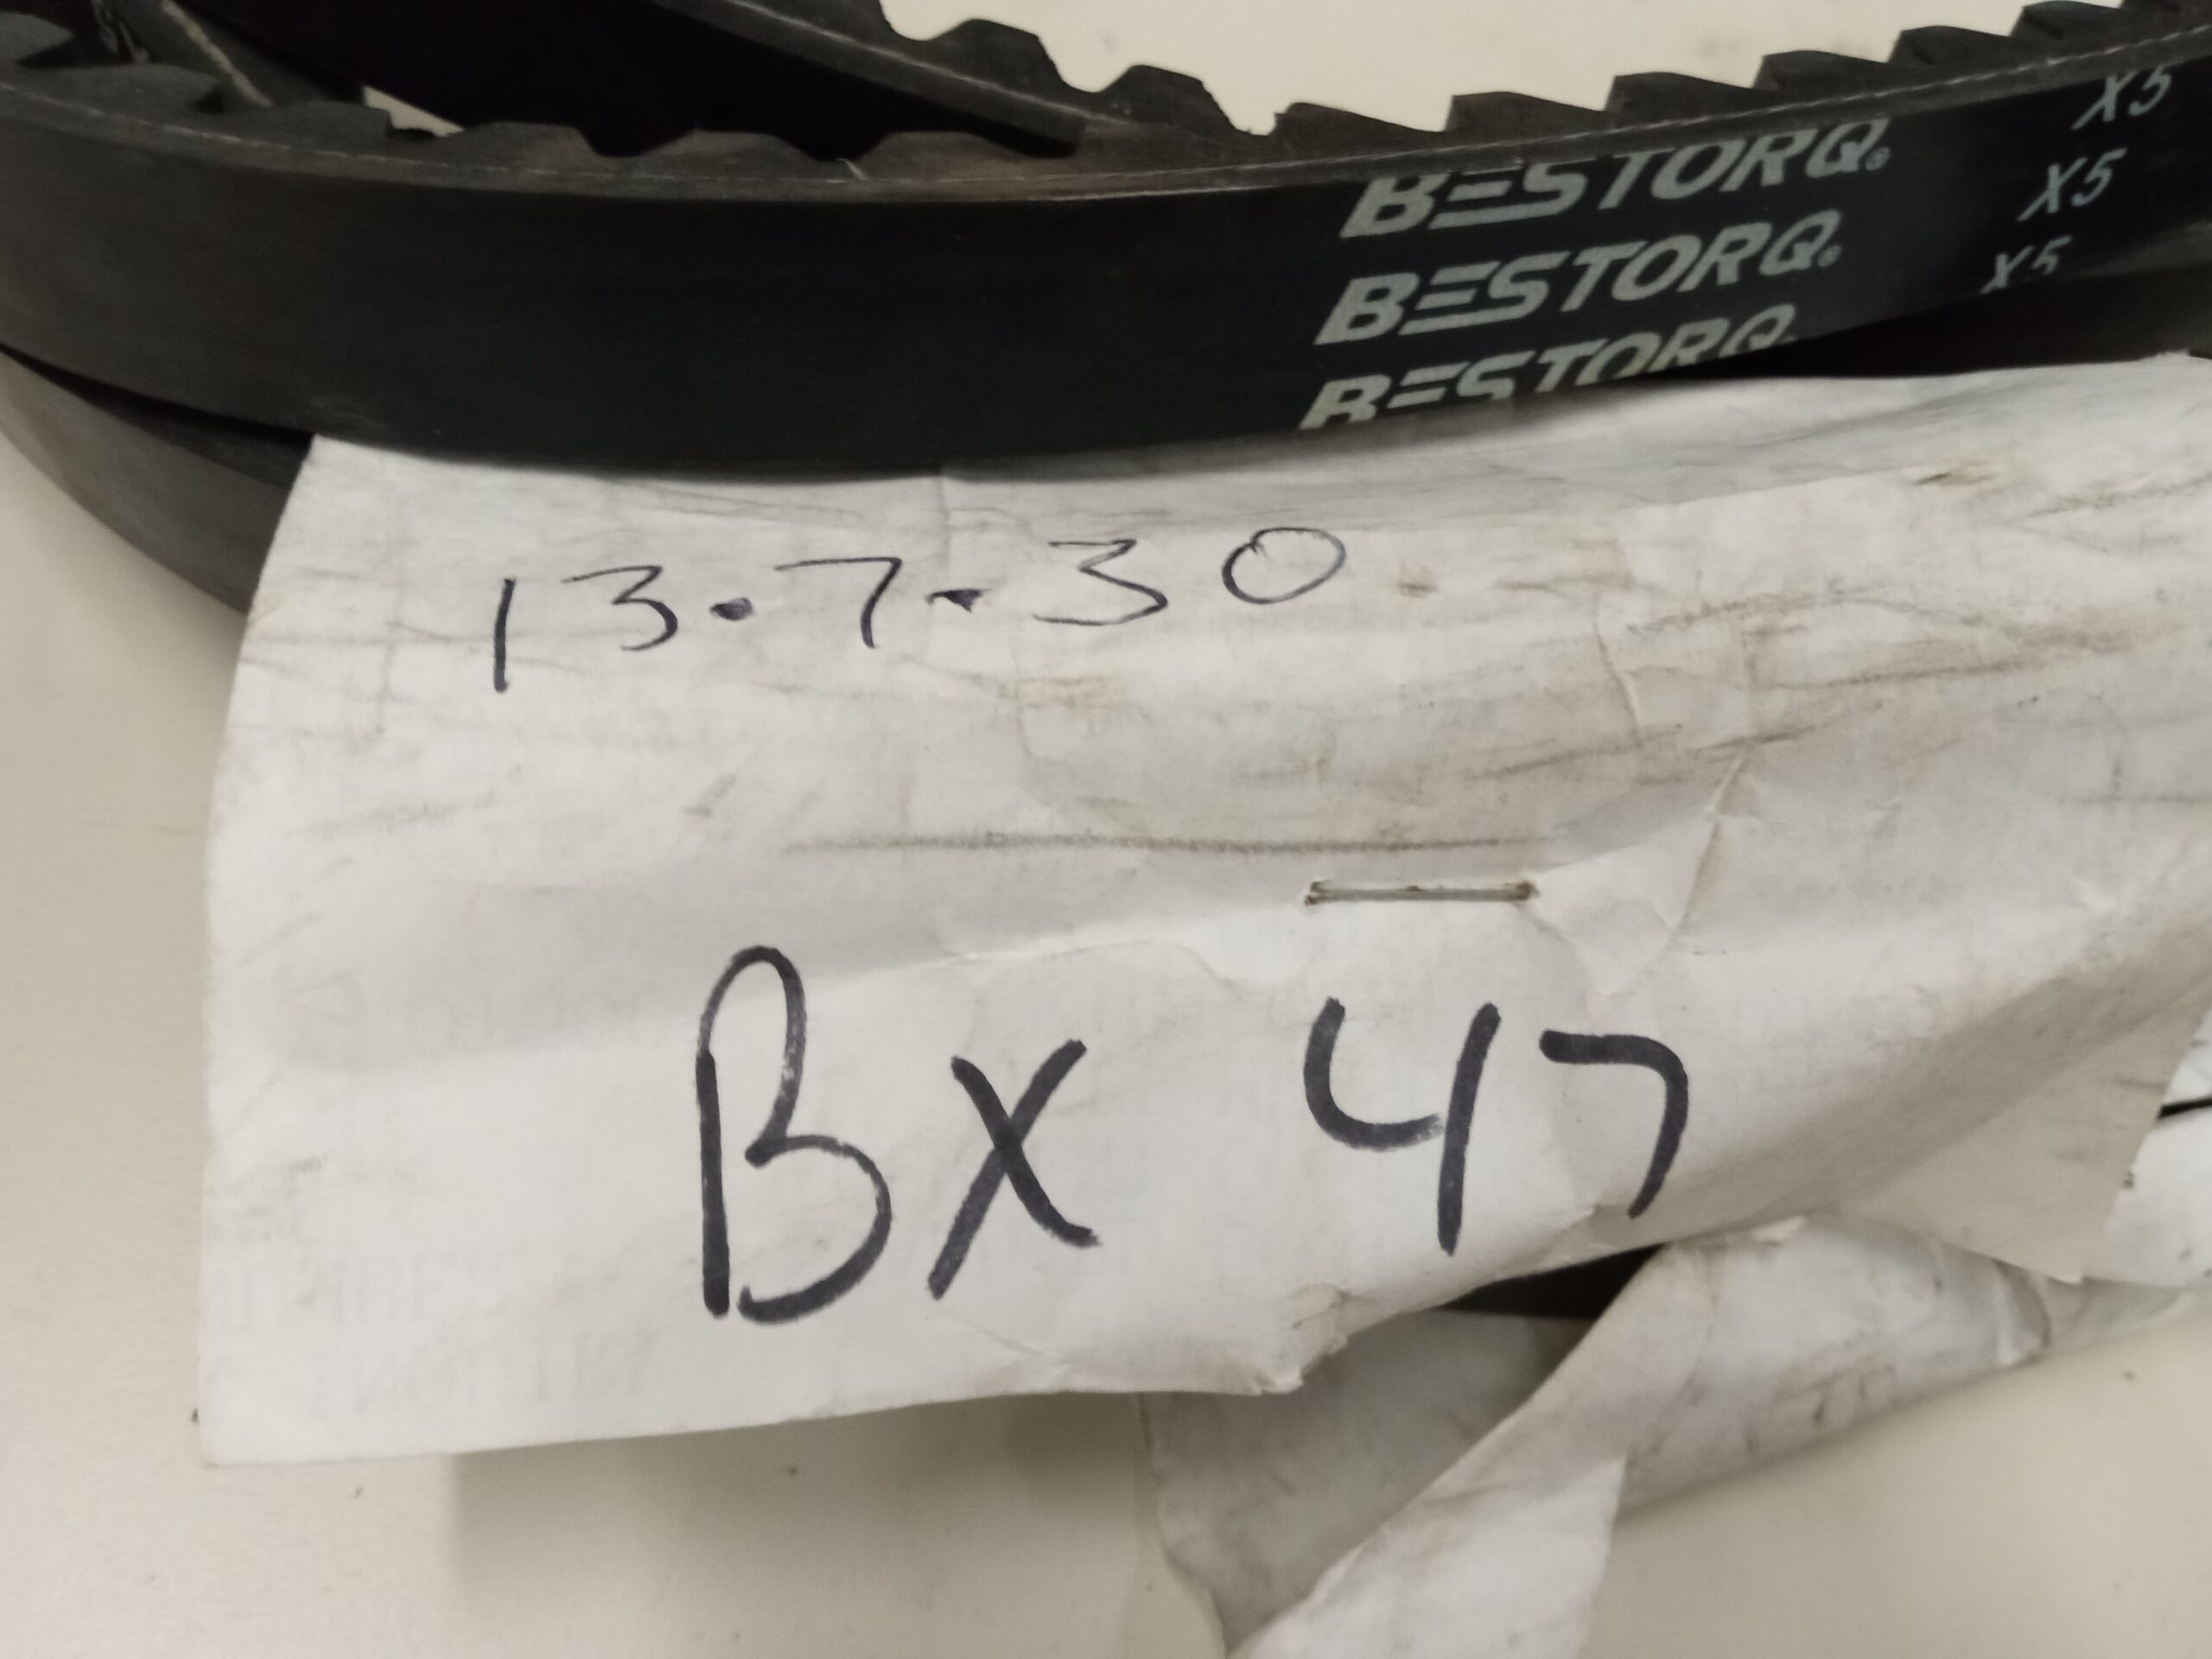 BESTORQ® X5
BESTORQ® X5
BESTORQ X5
13.7.30
BX 47